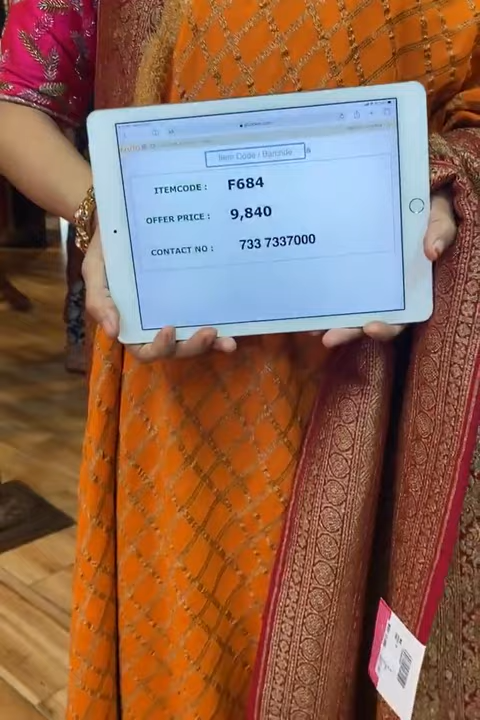 Item Code / Barcode
ITEMCODE : F684
OFFER PRICE : 9,840
CONTACT NO : 733 7337000